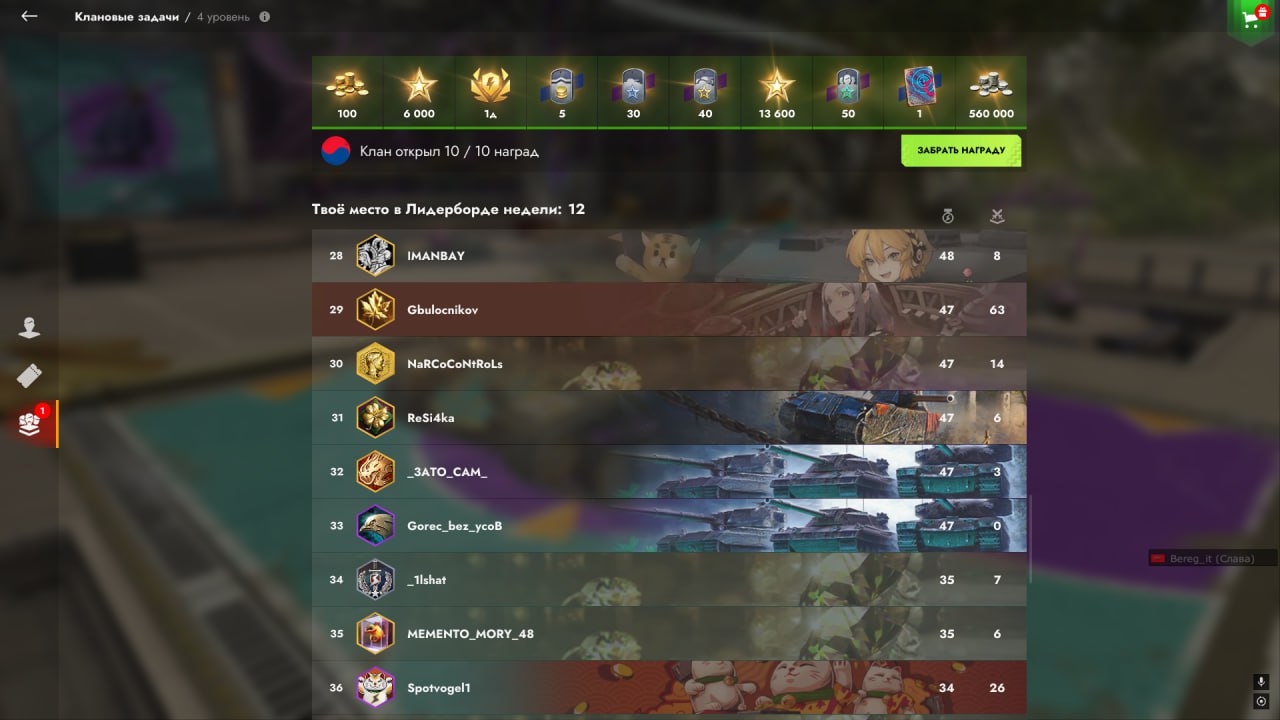 Клановые задачи / 4 уровень
100 6 000 1д 5 30 40 13 600 50 1 560 000
Клан открыл 10 / 10 наград
ЗАБРАТЬ НАГРАДУ
Твоё место в Лидерборде недели: 12
28 IMANBAY 48 8
29 Gbulocnikov 47 63
30 NaRCoCoNtRoLs 47 14
31 ReSi4ka 47 6
32 _3ATO_CAM_ 47 3
33 Gorec_bez_ycoB 47 0
1
34 _1lshat 35 7
Bereg_it (Слава)
35 MEMENTO_MORY_48 35 6
36 Spotvogel1 34 26